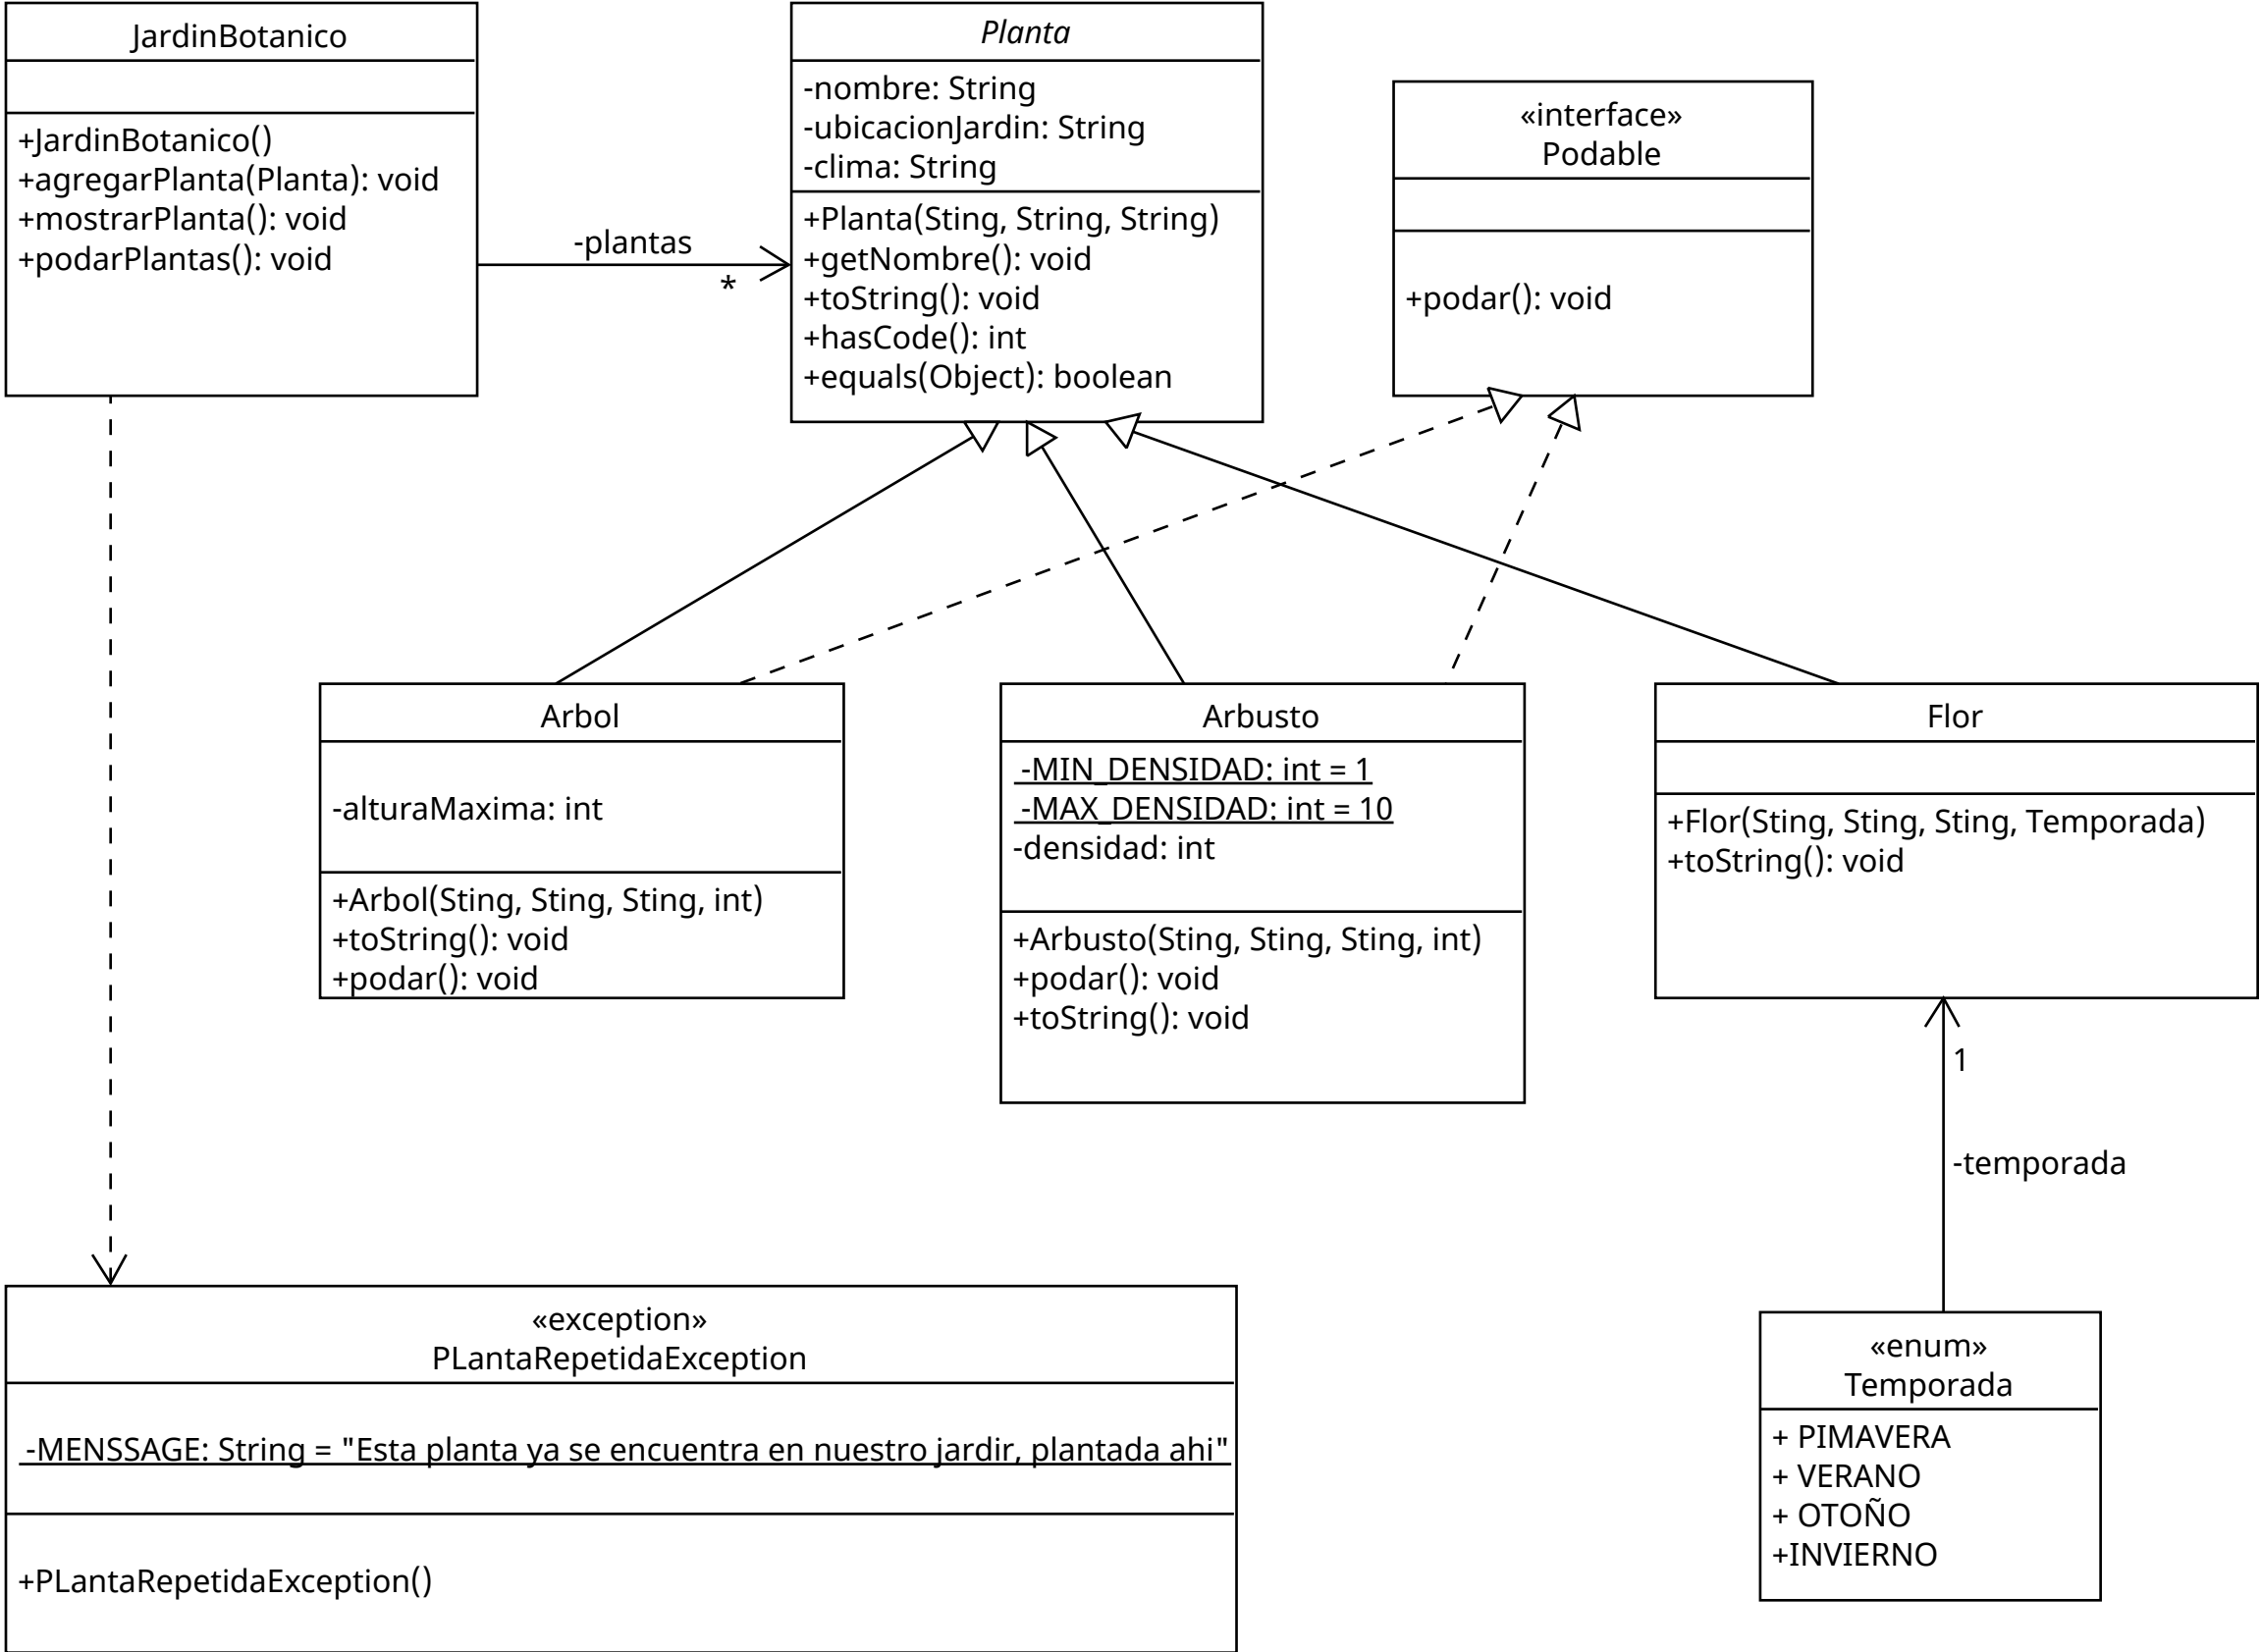 JardinBotanico
+JardinBotanico()
+agregarPlanta(Planta): void
+mostrarPlanta(): void
+podarPlantas(): void
-plantas
*
Planta
-nombre: String
-ubicacionJardin: String
-clima: String
+Planta(Sting, String, String)
+getNombre(): void
+toString(): void
+hasCode(): int
+equals(Object): boolean
«interface»
Podable
+podar(): void
Arbol
-alturaMaxima: int
+Arbol(Sting, Sting, Sting, int)
+toString(): void
+podar(): void
Arbusto
-MIN_DENSIDAD: int = 1
-MAX_DENSIDAD: int = 10
-densidad: int
+Arbusto(Sting, Sting, Sting, int)
+podar(): void
+toString(): void
Flor
+Flor(Sting, Sting, Sting, Temporada)
+toString(): void
1
-temporada
«exception»
PLantaRepetidaException
-MENSSAGE: String = "Esta planta ya se encuentra en nuestro jardir, plantada ahi"
+PLantaRepetidaException()
«enum»
Temporada
+ PIMAVERA
+ VERANO
+ OTOÑO
+INVIERNO